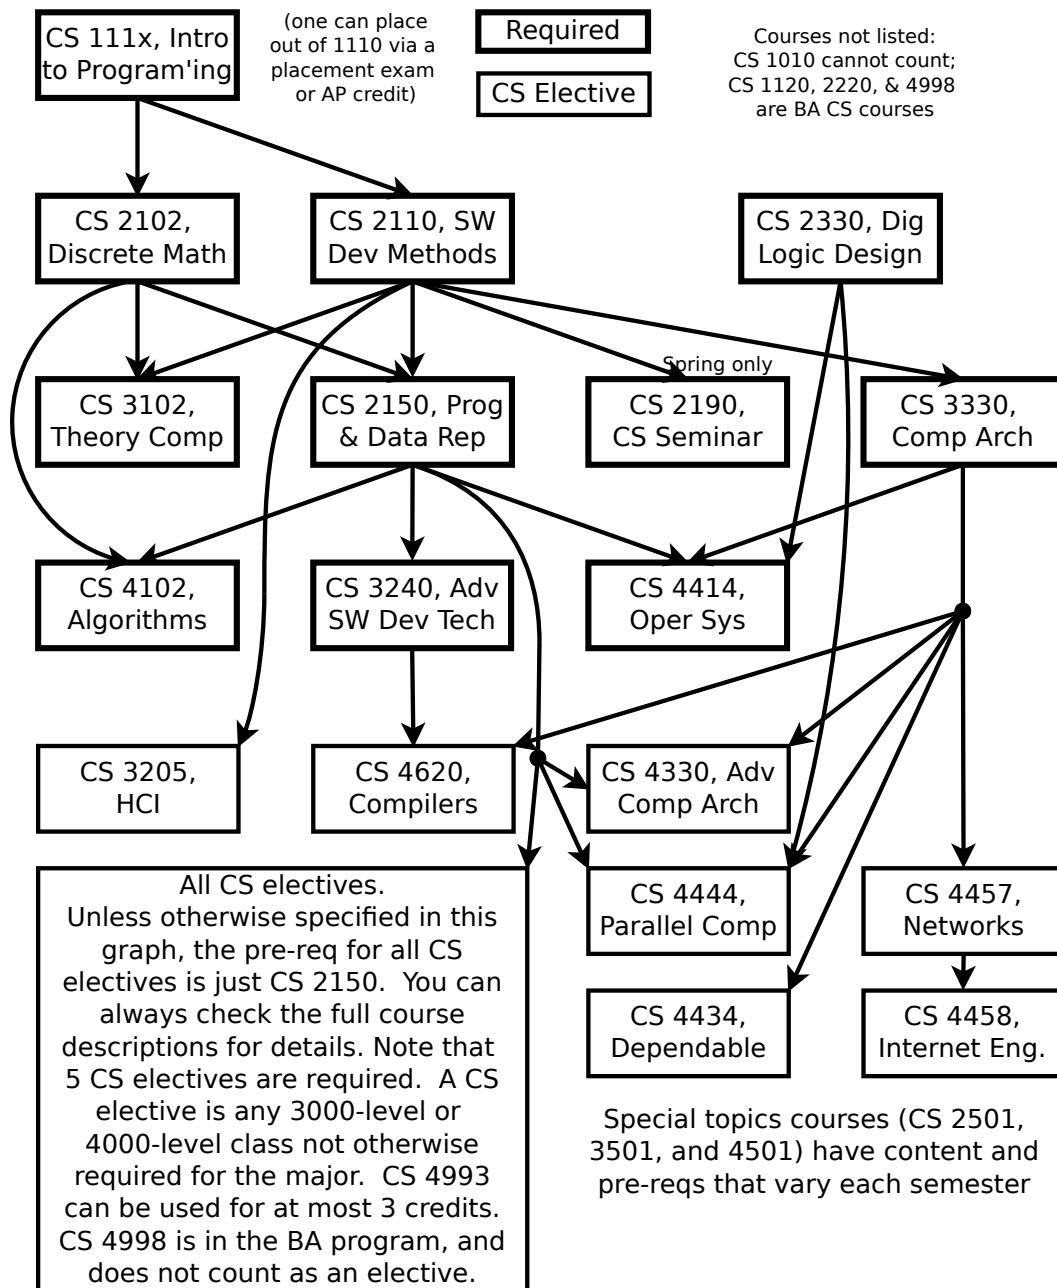 CS 111x, Intro
to Program'ing
(one can place
out of 1110 via a
placement exam
or AP credit)
Required
CS Elective
Courses not listed:
CS 1010 cannot count;
CS 1120, 2220, & 4998
are BA CS courses
CS 2102,
Discrete Math
CS 2110, SW
Dev Methods
CS 2330, Dig
Logic Design
Spring only
CS 3102,
Theory Comp
CS 2150, Prog
& Data Rep
CS 2190,
CS Seminar
CS 3330,
Comp Arch
CS 4102,
Algorithms
CS 3240, Adv
SW Dev Tech
CS 4414,
Oper Sys
CS 3205,
HCI
CS 4620,
Compilers
CS 4330, Adv
Comp Arch
All CS electives.
Unless otherwise specified in this
graph, the pre-req for all CS
electives is just CS 2150.  You can
always check the full course
descriptions for details. Note that
5 CS electives are required.  A CS
elective is any 3000-level or
4000-level class not otherwise
required for the major.  CS 4993
can be used for at most 3 credits.
CS 4998 is in the BA program, and
does not count as an elective.
CS 4444,
Parallel Comp
CS 4457,
Networks
CS 4434,
Dependable
CS 4458,
Internet Eng.
Special topics courses (CS 2501,
3501, and 4501) have content and
pre-reqs that vary each semester